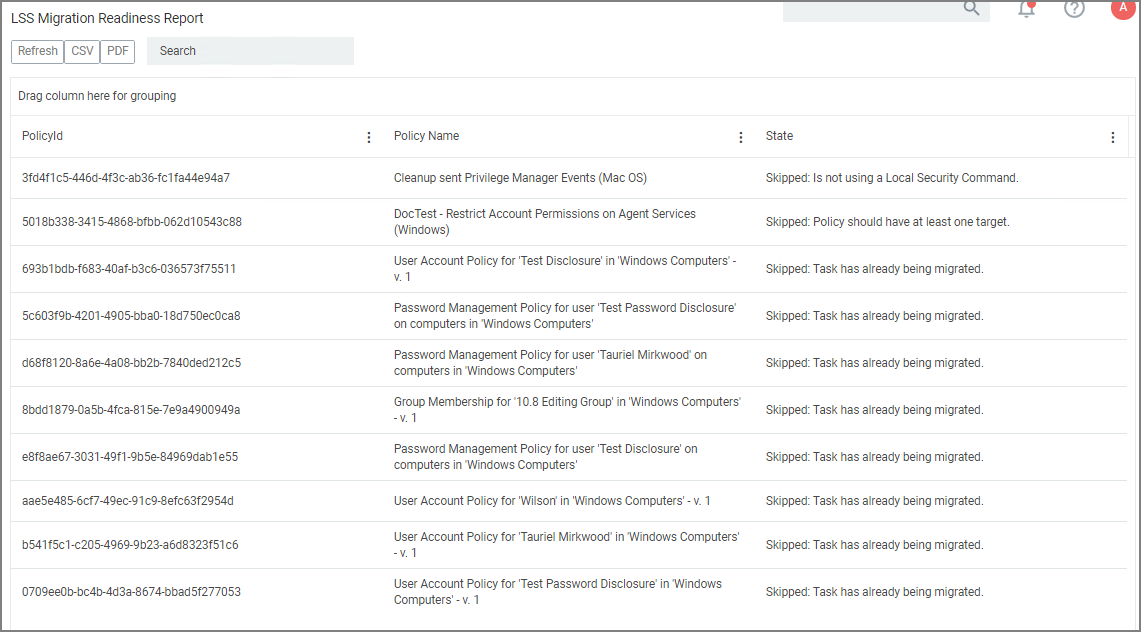 LSS Migration Readiness Report
A
Refresh CSV PDF Search
Drag column here for grouping
PolicyId Policy Name State
3fd4f1c5-446d-4f3c-ab36-fc1fa44e94a7 Cleanup sent Privilege Manager Events (Mac OS) Skipped: Is not using a Local Security Command.
5018b338-3415-4868-bfbb-062d10543c88 DocTest - Restrict Account Permissions on Agent Services
(Windows) Skipped: Policy should have at least one target.
693b1bdb-f683-40af-b3c6-036573f75511 User Account Policy for 'Test Disclosure' in 'Windows Computers' -
v. 1 Skipped: Task has already being migrated.
5c603f9b-4201-4905-bba0-18d750ec0ca8 Password Management Policy for user 'Test Password Disclosure'
on computers in 'Windows Computers' Skipped: Task has already being migrated.
d68f8120-8a6e-4a08-bb2b-7840ded212c5 Password Management Policy for user 'Tauriel Mirkwood' on
computers in 'Windows Computers' Skipped: Task has already being migrated.
8bdd1879-0a5b-4fca-815e-7e9a4900949a Group Membership for '10.8 Editing Group' in 'Windows Computers'
- v. 1 Skipped: Task has already being migrated.
e8f8ae67-3031-49f1-9b5e-84969dab1e55 Password Management Policy for user 'Test Disclosure' on
computers in 'Windows Computers' Skipped: Task has already being migrated.
aae5e485-6cf7-49ec-91c9-8efc63f2954d User Account Policy for 'Wilson' in 'Windows Computers' - v. 1 Skipped: Task has already being migrated.
b541f5c1-c205-4969-9b23-a6d8323f51c6 User Account Policy for 'Tauriel Mirkwood' in 'Windows Computers'
- v. 1 Skipped: Task has already being migrated.
0709ee0b-bc4b-4d3a-8674-bbad5f277053 User Account Policy for 'Test Password Disclosure' in 'Windows
Computers' - v. 1 Skipped: Task has already being migrated.